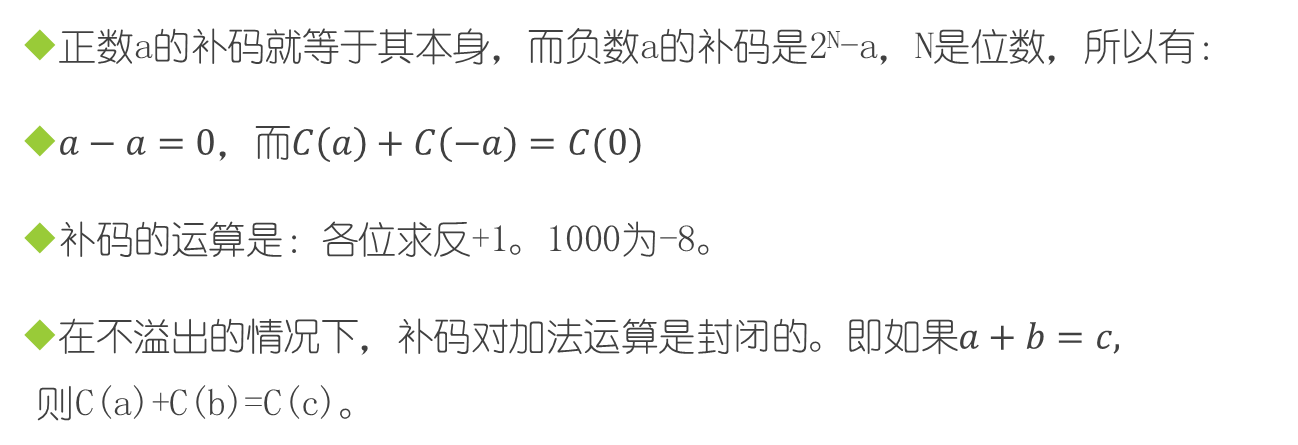 ◆正数a的补码就等于其本身，而负数a的补码是2ᴺ-a，N是位数，所以有：
◆a − a = 0，而C(a) + C(−a) = C(0)
◆补码的运算是：各位求反+1。1000为-8。
◆在不溢出的情况下，补码对加法运算是封闭的。即如果a + b = c,
则C(a)+C(b)=C(c)。